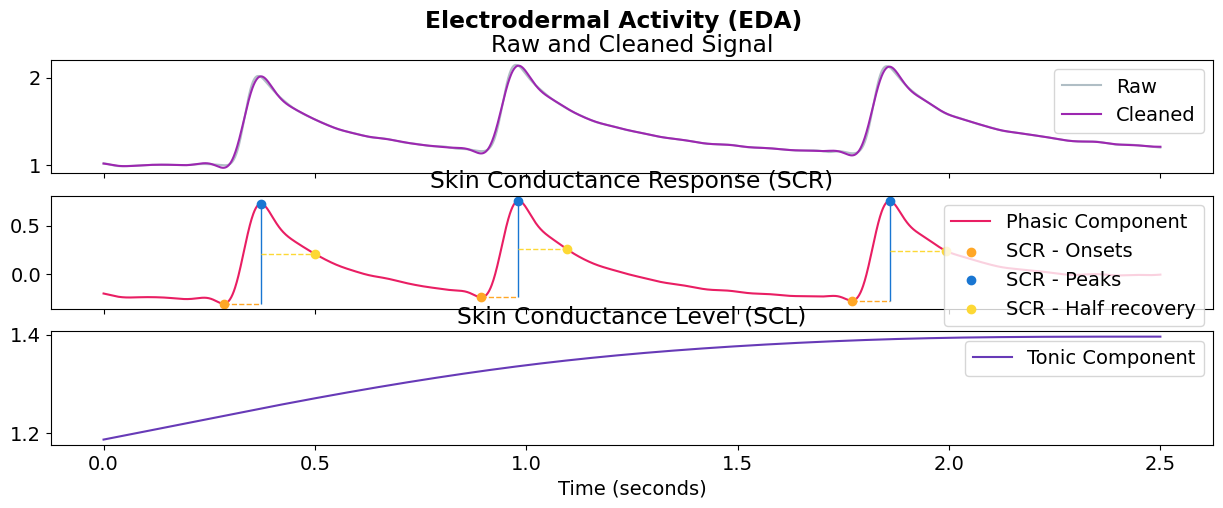 Electrodermal Activity (EDA)
Raw and Cleaned Signal
2
1
Raw
Cleaned
Skin Conductance Response (SCR)
0.5
0.0
Phasic Component
SCR - Onsets
SCR - Peaks
SCR - Half recovery
Skin Conductance Level (SCL)
1.4
1.2
Tonic Component
0.0 0.5 1.0 1.5 2.0 2.5
Time (seconds)